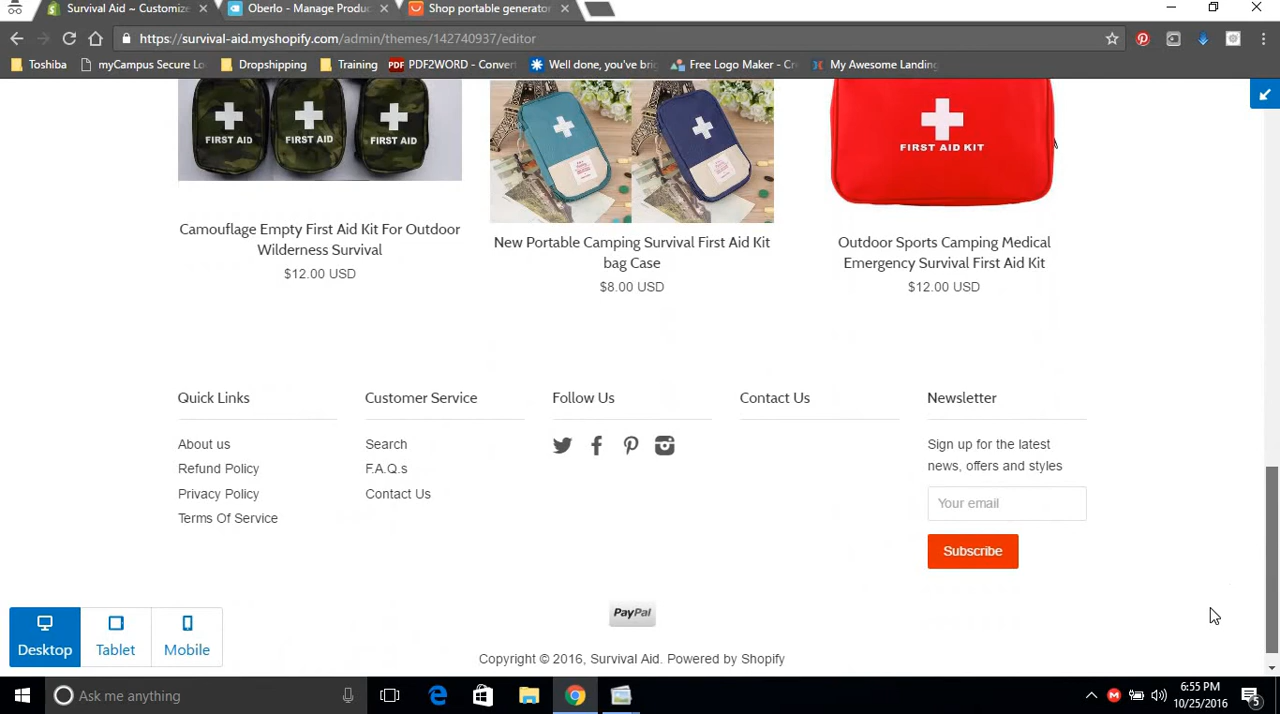 Survival Aid ~ Customize
Oberlo - Manage Produc
Shop portable generator
https://survival-aid.myshopify.com/admin/themes/142740937/editor
Toshiba
myCampus Secure Lo
Dropshipping
Training
PDF PDF2WORD - Convert
Well done, you've brig
Free Logo Maker - Cre
My Awesome Landing
FIRST AID
FIRST AID
FIRST AID
FIRST AID KIT
Camouflage Empty First Aid Kit For Outdoor
Wilderness Survival
$12.00 USD
New Portable Camping Survival First Aid Kit
bag Case
$8.00 USD
Outdoor Sports Camping Medical
Emergency Survival First Aid Kit
$12.00 USD
Quick Links
About us
Refund Policy
Privacy Policy
Terms Of Service
Customer Service
Search
F.A.Q.s
Contact Us
Follow Us
Contact Us
Newsletter
Sign up for the latest
news, offers and styles
Your email
Subscribe
PayPal
Copyright © 2016, Survival Aid. Powered by Shopify
Desktop
Tablet
Mobile
Ask me anything
6:55 PM
10/25/2016
5